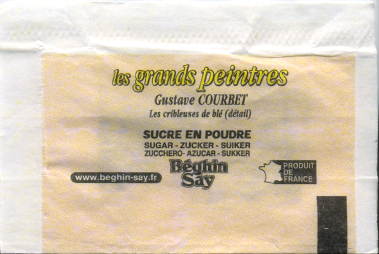 les grands peintres
Gustave COURBET
Les cribleuses de blé (détail)
SUCRE EN POUDRE
SUGAR - ZUCKER - SUIKER
ZUCCHERO - AZUCAR - SUKKER
Béghin
Say
www.beghin-say.fr
PRODUIT
DE
FRANCE